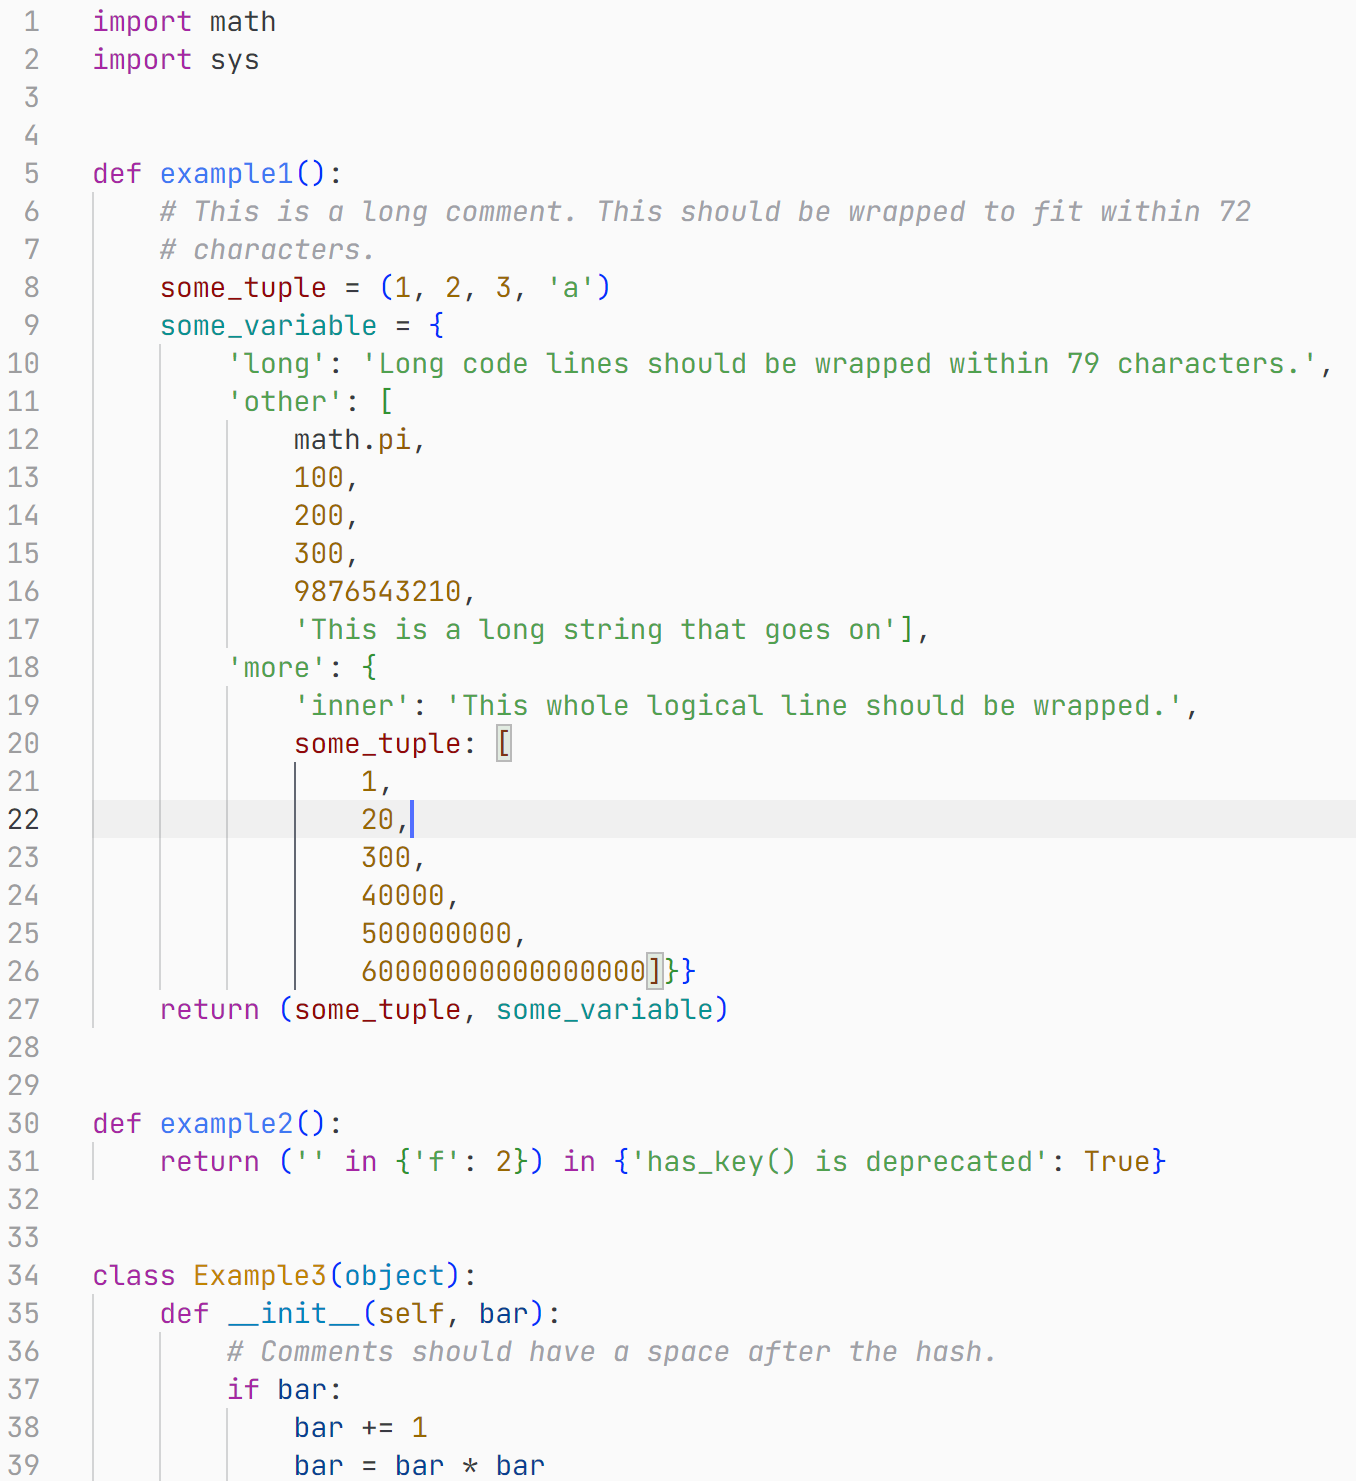 1 import math
2 import sys
3
4
5 def example1():
6     # This is a long comment. This should be wrapped to fit within 72
7     # characters.
8     some_tuple = (1, 2, 3, 'a')
9     some_variable = {
10         'long': 'Long code lines should be wrapped within 79 characters.',
11         'other': [
12             math.pi,
13             100,
14             200,
15             300,
16             9876543210,
17             'This is a long string that goes on'],
18         'more': {
19             'inner': 'This whole logical line should be wrapped.',
20             some_tuple: [
21                 1,
22                 20,
23                 300,
24                 40000,
25                 500000000,
26                 60000000000000000]}}
27     return (some_tuple, some_variable)
28
29
30 def example2():
31     return ('' in {'f': 2}) in {'has_key() is deprecated': True}
32
33
34 class Example3(object):
35     def __init__(self, bar):
36         # Comments should have a space after the hash.
37         if bar:
38             bar += 1
39             bar = bar * bar